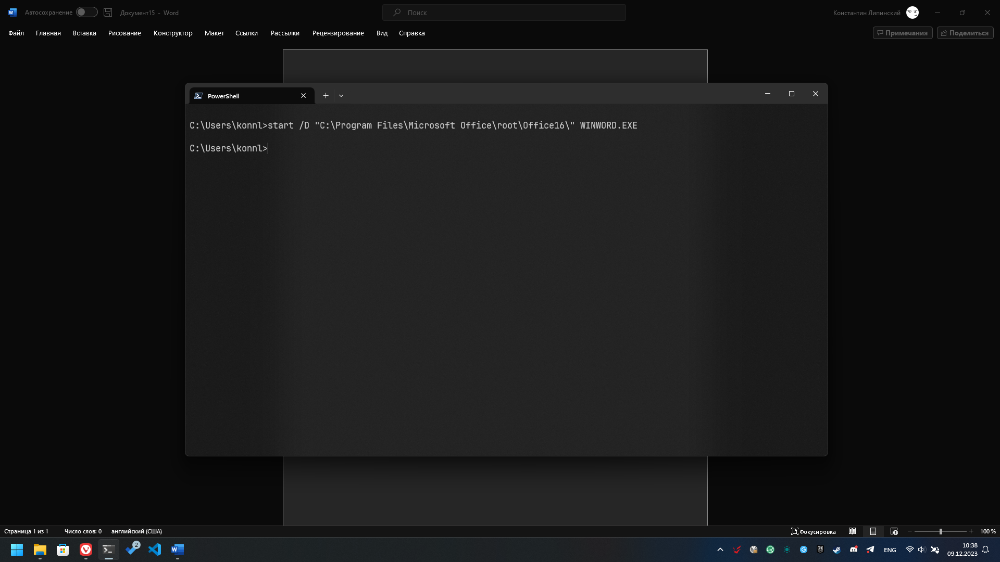 Автосохранение
Документ15 - Word
Поиск
Константин Липинский
Файл Главная Вставка Рисование Конструктор Макет Ссылки Рассылки Рецензирование Вид Справка
Примечания
Поделиться
PowerShell
C:\Users\konnl>start /D "C:\Program Files\Microsoft Office\root\Office16\" WINWORD.EXE
C:\Users\konnl>
Страница 1 из 1 Число слов: 0 английский (США)
Фокусировка
100 %
2
EPIC
ENG
10:38
09.12.2023